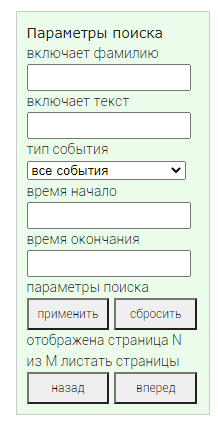 Параметры поиска
включает фамилию
включает текст
тип события
все события
время начало
время окончания
параметры поиска
применить сбросить
отображена страница N
из M листать страницы
назад вперед